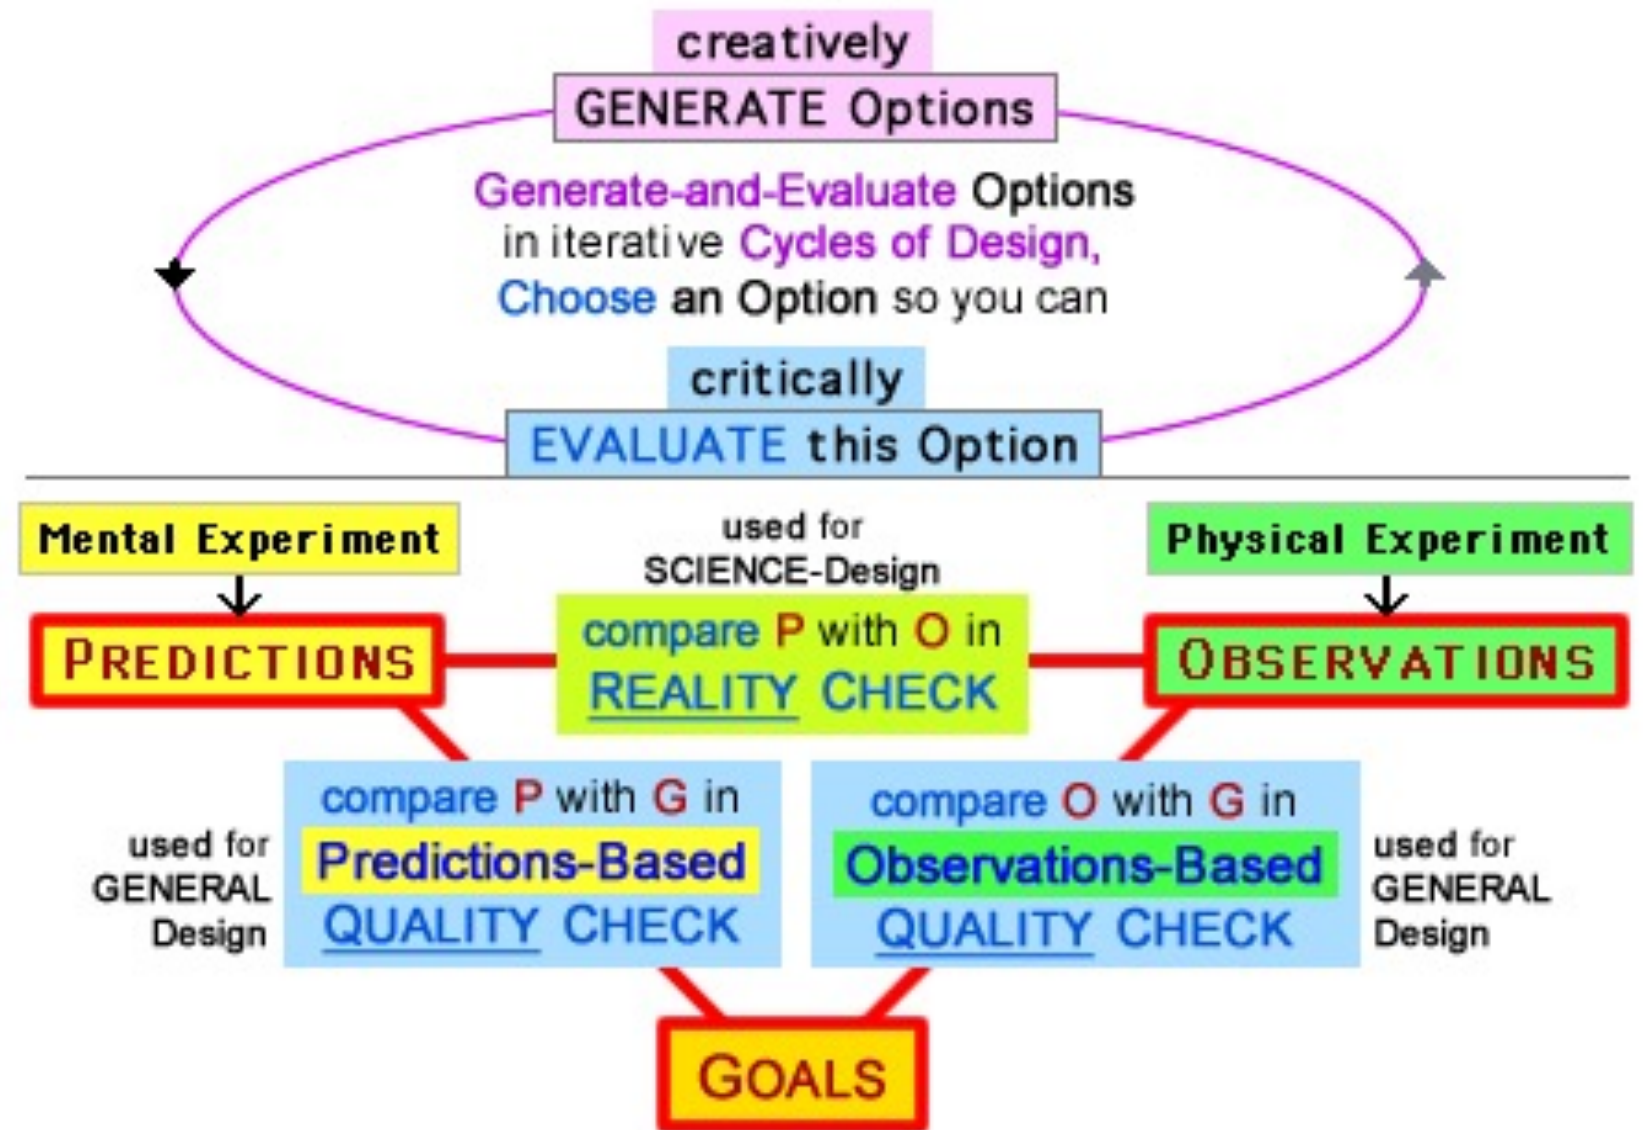 creatively
GENERATE Options
Generate-and-Evaluate Options
in iterative Cycles of Design,
Choose an Option so you can
critically
EVALUATE this Option
Mental Experiment
PREDICTIONS
used for
SCIENCE-Design
compare P with O in
REALITY CHECK
Physical Experiment
OBSERVATIONS
used for
GENERAL
Design
compare P with G in
Predictions-Based
QUALITY CHECK
compare O with G in
Observations-Based
QUALITY CHECK
used for
GENERAL
Design
GOALS